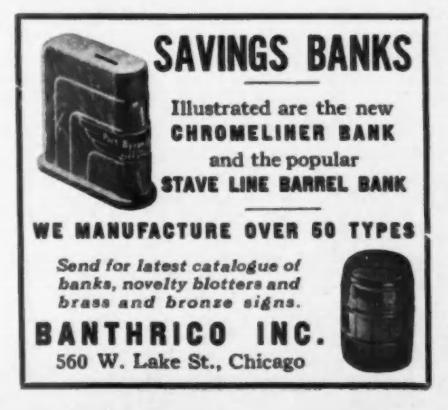 SAVINGS BANKS
Illustrated are the new
CHROMELINER BANK
and the popular
STAVE LINE BARREL BANK
WE MANUFACTURE OVER 50 TYPES
Send for latest catalogue of
banks, novelty blotters and
brass and bronze signs.
BANTHRICO INC.
560 W. Lake St., Chicago